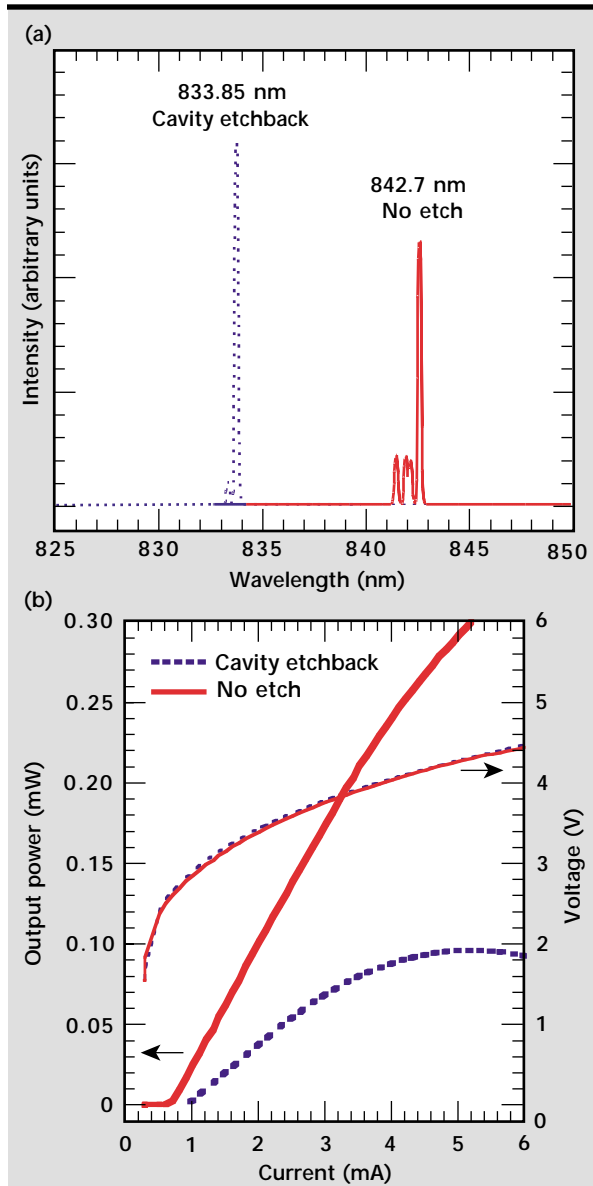 (a)
833.85 nm
Cavity etchback
842.7 nm
No etch
Intensity (arbitrary units)
825 830 835 840 845 850
Wavelength (nm)
(b)
Cavity etchback
No etch
Output power (mW)
0.30
0.25
0.20
0.15
0.10
0.05
0
Voltage (V)
6
5
4
3
2
1
0
0 1 2 3 4 5 6
Current (mA)